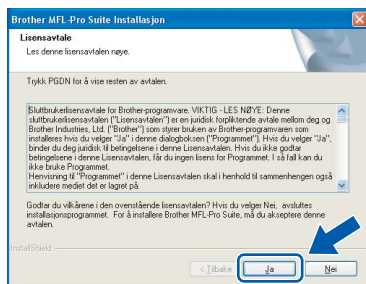 Brother MFL-Pro Suite Installasjon
Lisensavtale
Les denne lisensavtalen nøye.
Trykk PGDN for å vise resten av avtalen.
Sluttbrukerlisensavtale for Brother-programvare. VIKTIG - LES NØYE: Denne
sluttbrukerlisensavtalen ("Lisensavtalen") er en juridisk forpliktende avtale mellom deg og
Brother Industries, Ltd. ("Brother") som styrer bruken av Brother-programvaren som
installeres hvis du velger "Ja" i denne dialogboksen ("Programmet"). Hvis du velger "Ja",
binder du deg juridisk til betingelsene i denne Lisensavtalen. Hvis du ikke godtar
betingelsene i denne Lisensavtalen, får du ingen lisens for Programmet. I så fall kan du
ikke bruke Programmet.
Henvisning til "Programmet" i denne Lisensavtalen skal i henhold til sammenhengen også
inkludere mediet det er lagret på.
Godtar du vilkårene i den ovenstående lisensavtalen? Hvis du velger Nei, avsluttes
installasjonsprogrammet. For å installere Brother MFL-Pro Suite, må du akseptere denne
avtalen.
InstallShield
< Tilbake
Ja
Nei